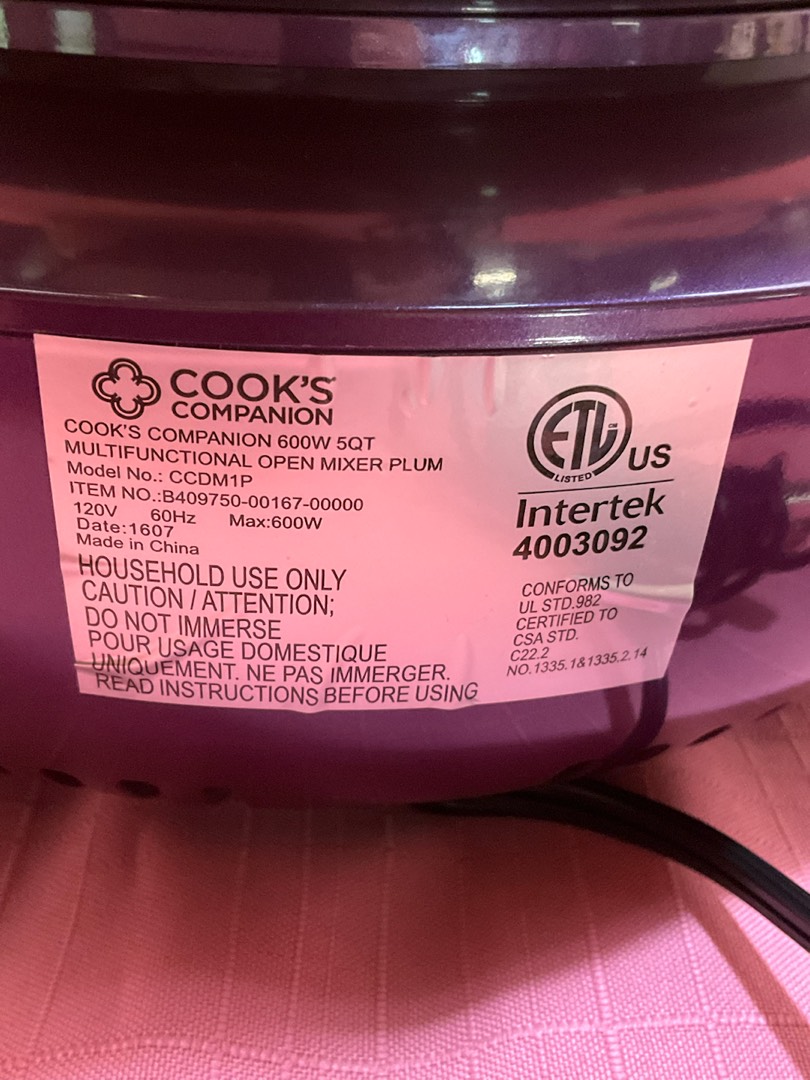 COOK'S
COMPANION
COOK'S COMPANION 600W 5QT
MULTIFUNCTIONAL OPEN MIXER PLUM
Model No.: CCDM1P
ITEM NO.:B409750-00167-00000
120V 60Hz Max:600W
Date:1607
Made in China
HOUSEHOLD USE ONLY
CAUTION / ATTENTION;
DO NOT IMMERSE
POUR USAGE DOMESTIQUE
UNIQUEMENT. NE PAS IMMERGER.
READ INSTRUCTIONS BEFORE USING
ETL CM
LISTED
US
Intertek
4003092
CONFORMS TO
UL STD.982
CERTIFIED TO
CSA STD.
C22.2
NO.1335.1&1335.2.14